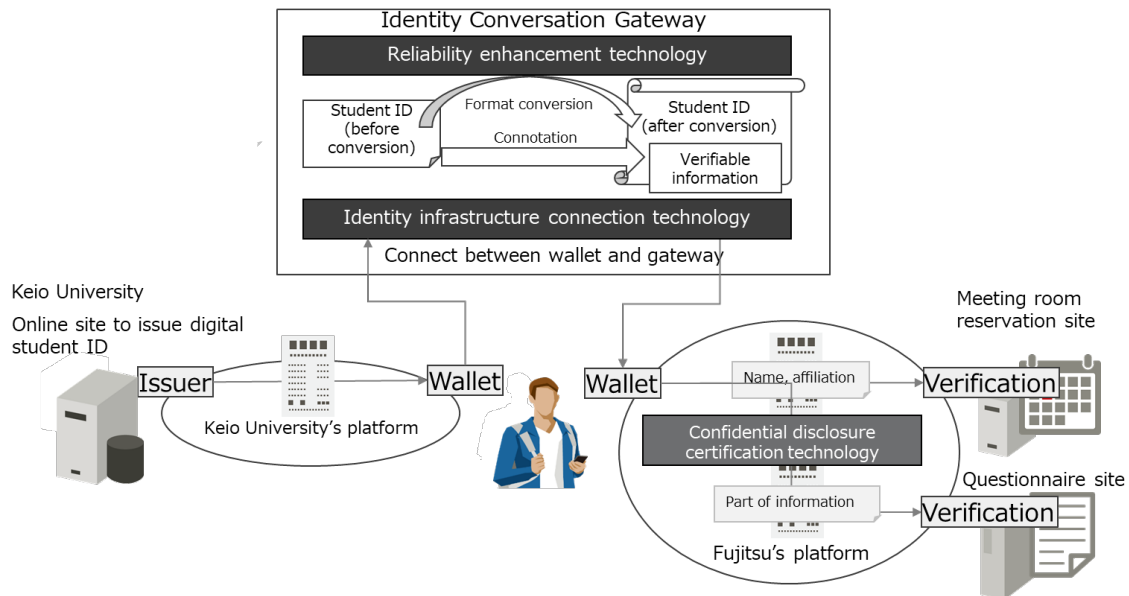 Identity Conversation Gateway
Reliability enhancement technology
Student ID
(before
conversion)
Format conversion
Connotation
Student ID
(after conversion)
Verifiable
information
Identity infrastructure connection technology
Connect between wallet and gateway
Keio University
Online site to issue digital
student ID
Issuer
Wallet
Keio University's platform
Wallet
Name, affiliation
Confidential disclosure
certification technology
Part of information
Fujitsu's platform
Meeting room
reservation site
Verification
Questionnaire site
Verification